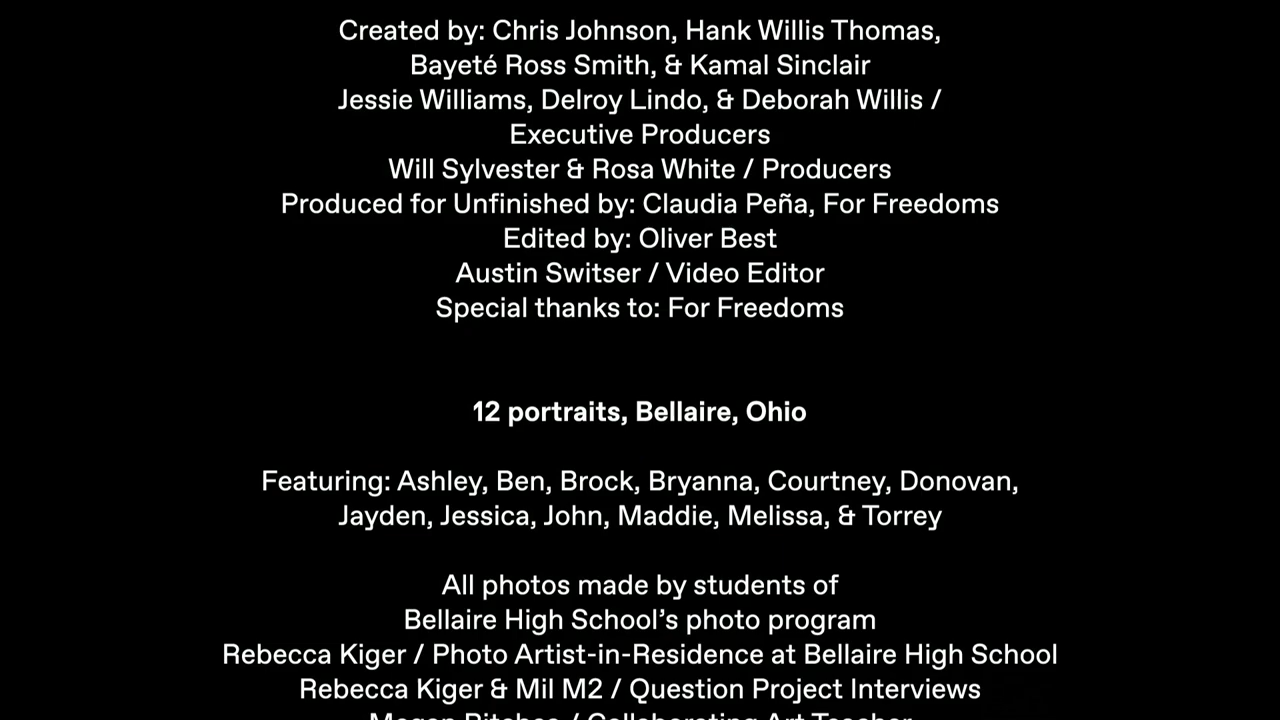 Created by: Chris Johnson, Hank Willis Thomas,
Bayeté Ross Smith, & Kamal Sinclair
Jessie Williams, Delroy Lindo, & Deborah Willis /
Executive Producers
Will Sylvester & Rosa White / Producers
Produced for Unfinished by: Claudia Peña, For Freedoms
Edited by: Oliver Best
Austin Switser / Video Editor
Special thanks to: For Freedoms
12 portraits, Bellaire, Ohio
Featuring: Ashley, Ben, Brock, Bryanna, Courtney, Donovan,
Jayden, Jessica, John, Maddie, Melissa, & Torrey
All photos made by students of
Bellaire High School’s photo program
Rebecca Kiger / Photo Artist-in-Residence at Bellaire High School
Rebecca Kiger & Mil M2 / Question Project Interviews
/ Collaborating Art Teacher